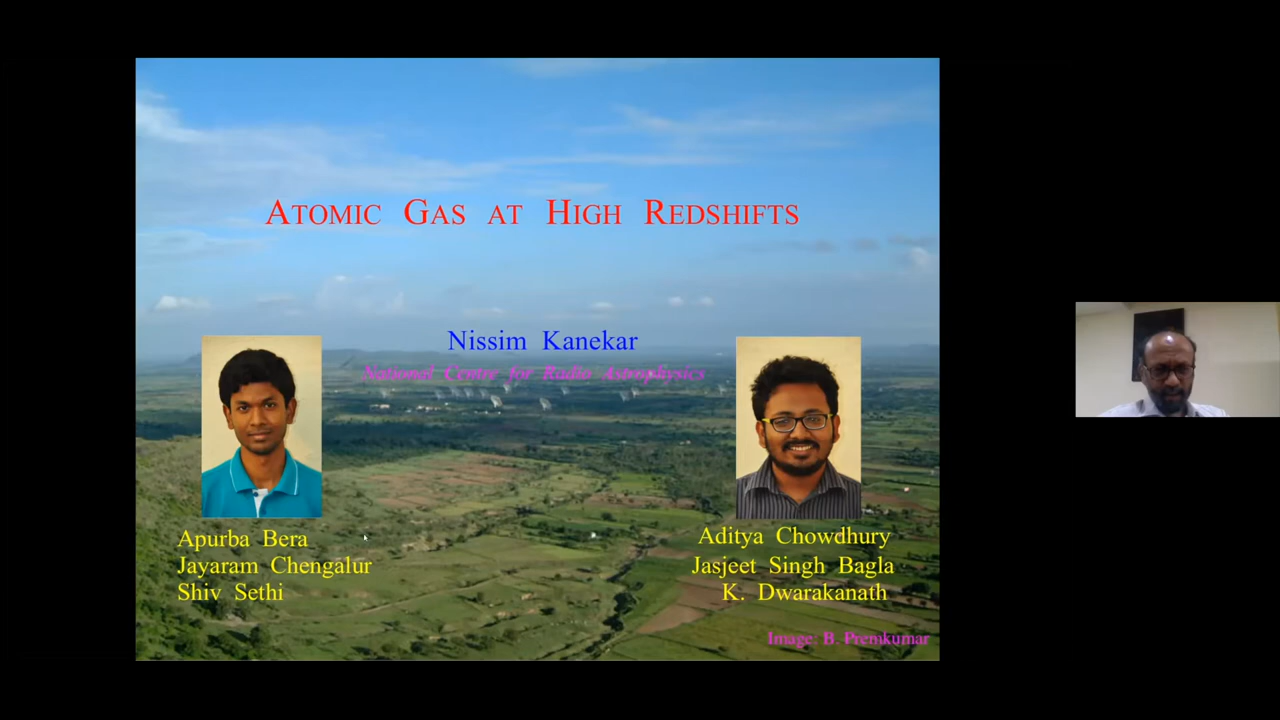 ATOMIC GAS AT HIGH REDSHIFTS
Nissim Kanekar
National Centre for Radio Astrophysics
Apurba Bera
Jayaram Chengalur
Shiv Sethi
Aditya Chowdhury
Jasjeet Singh Bagla
K. Dwarakanath
Image: B. Premkumar